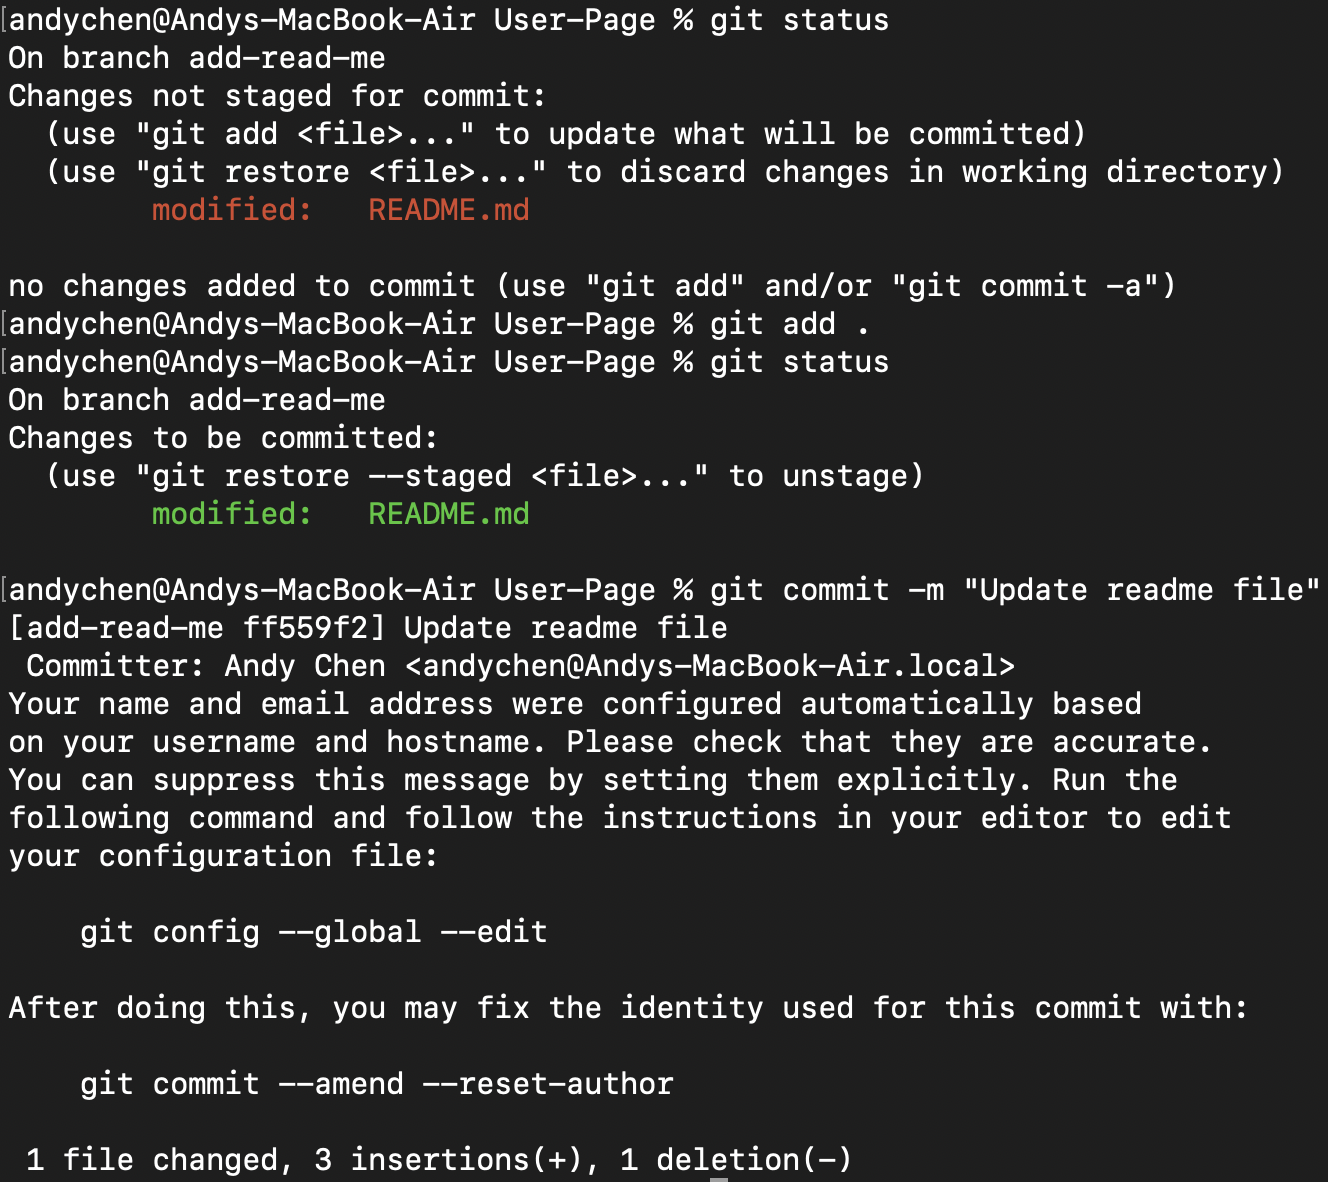 [andychen@Andys-MacBook-Air User-Page % git status
On branch add-read-me
Changes not staged for commit:
  (use "git add <file>..." to update what will be committed)
  (use "git restore <file>..." to discard changes in working directory)
        modified:   README.md

no changes added to commit (use "git add" and/or "git commit -a")
[andychen@Andys-MacBook-Air User-Page % git add .
[andychen@Andys-MacBook-Air User-Page % git status
On branch add-read-me
Changes to be committed:
  (use "git restore --staged <file>..." to unstage)
        modified:   README.md

[andychen@Andys-MacBook-Air User-Page % git commit -m "Update readme file"
[add-read-me ff559f2] Update readme file
 Committer: Andy Chen <andychen@Andys-MacBook-Air.local>
Your name and email address were configured automatically based
on your username and hostname. Please check that they are accurate.
You can suppress this message by setting them explicitly. Run the
following command and follow the instructions in your editor to edit
your configuration file:

    git config --global --edit

After doing this, you may fix the identity used for this commit with:

    git commit --amend --reset-author

 1 file changed, 3 insertions(+), 1 deletion(-)